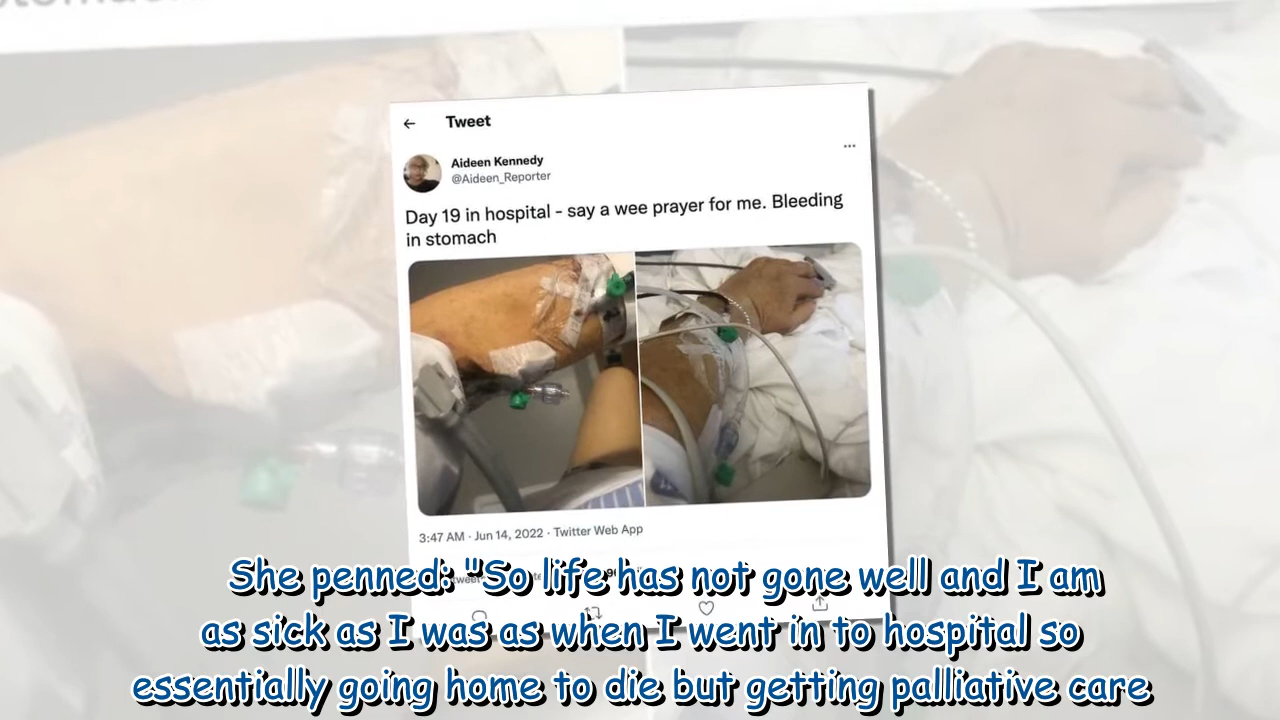 Tweet
Aideen Kennedy
@Aideen_Reporter
Day 19 in hospital - say a wee prayer for me. Bleeding
in stomach
3:47 AM · Jun 14, 2022 · Twitter Web App
She penned: "So life has not gone well and I am
as sick as I was as when I went in to hospital so
essentially going home to die but getting palliative care